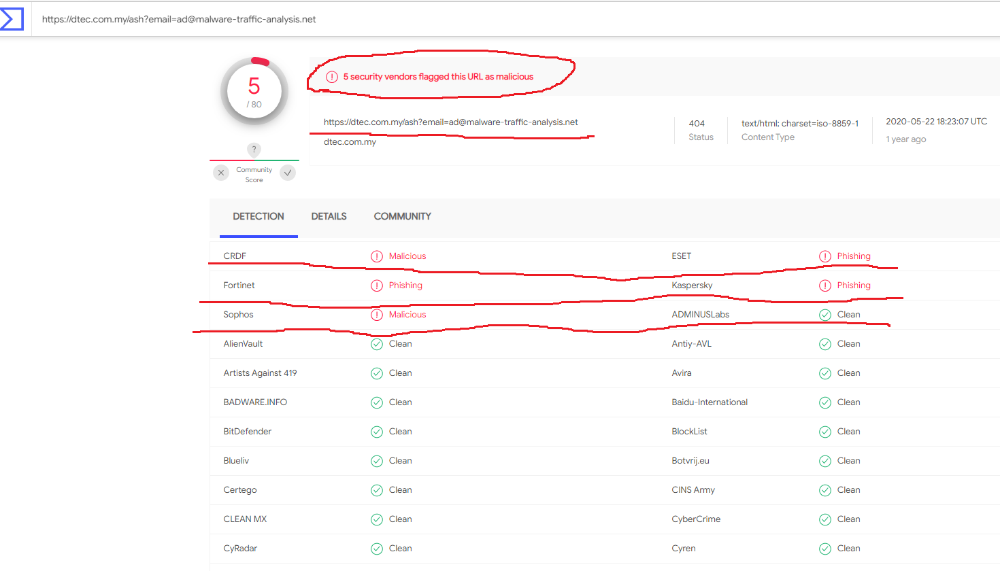 https://dtec.com.my/ash?email=ad@malware-traffic-analysis.net
5
/ 80
5 security vendors flagged this URL as malicious
https://dtec.com.my/ash?email=ad@malware-traffic-analysis.net
dtec.com.my
404
Status
text/html; charset=iso-8859-1
Content Type
2020-05-22 18:23:07 UTC
1 year ago
?
Community
Score
DETECTION DETAILS COMMUNITY
CRDF Malicious ESET Phishing
Fortinet Phishing Kaspersky Phishing
Sophos Malicious ADMINUSLabs Clean
AlienVault Clean Antiy-AVL Clean
Artists Against 419 Clean Avira Clean
BADWARE.INFO Clean Baidu-International Clean
BitDefender Clean BlockList Clean
Blueliv Clean Botvrij.eu Clean
Certego Clean CINS Army Clean
CLEAN MX Clean CyberCrime Clean
CyRadar Clean Cyren Clean